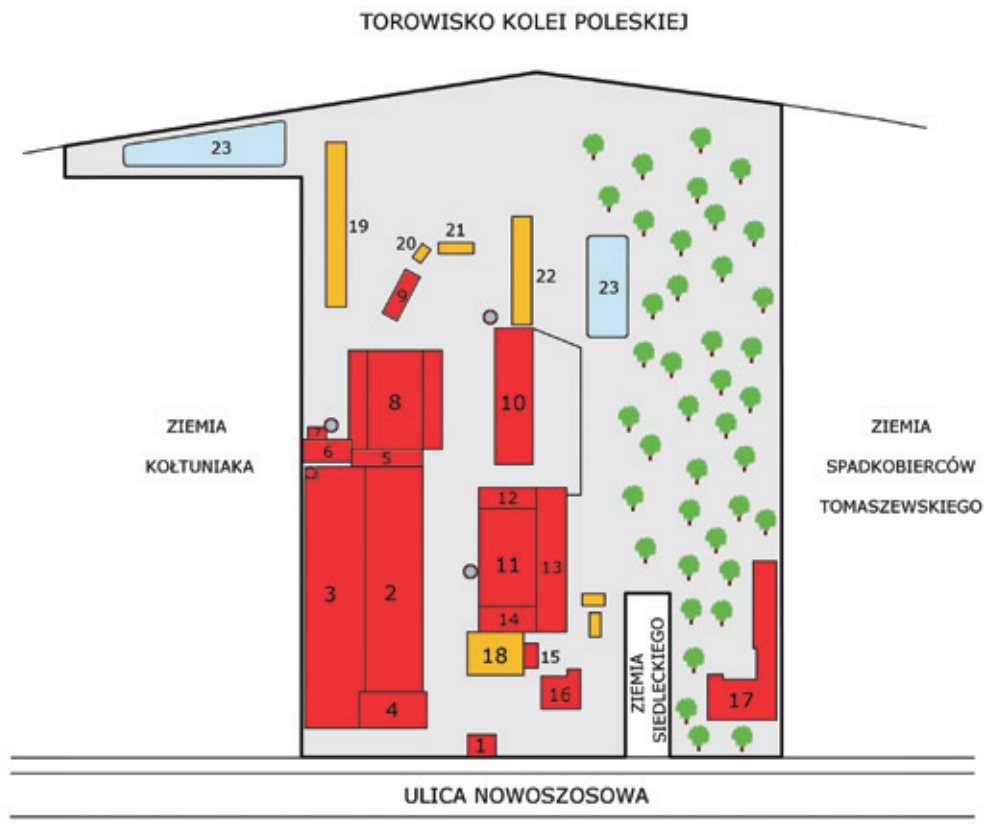 TOROWISKO KOLEI POLESKIEJ
23
19
20
21
22
9
23
8
10
ZIEMIA
KOŁTUNIAKA
ZIEMIA
SPADKOBIERCÓW
TOMASZEWSKIEGO
7
6
5
12
3
2
11
13
14
18
15
16
4
1
ZIEMIA
SIEDLECKIEGO
17
ULICA NOWOSZOSOWA